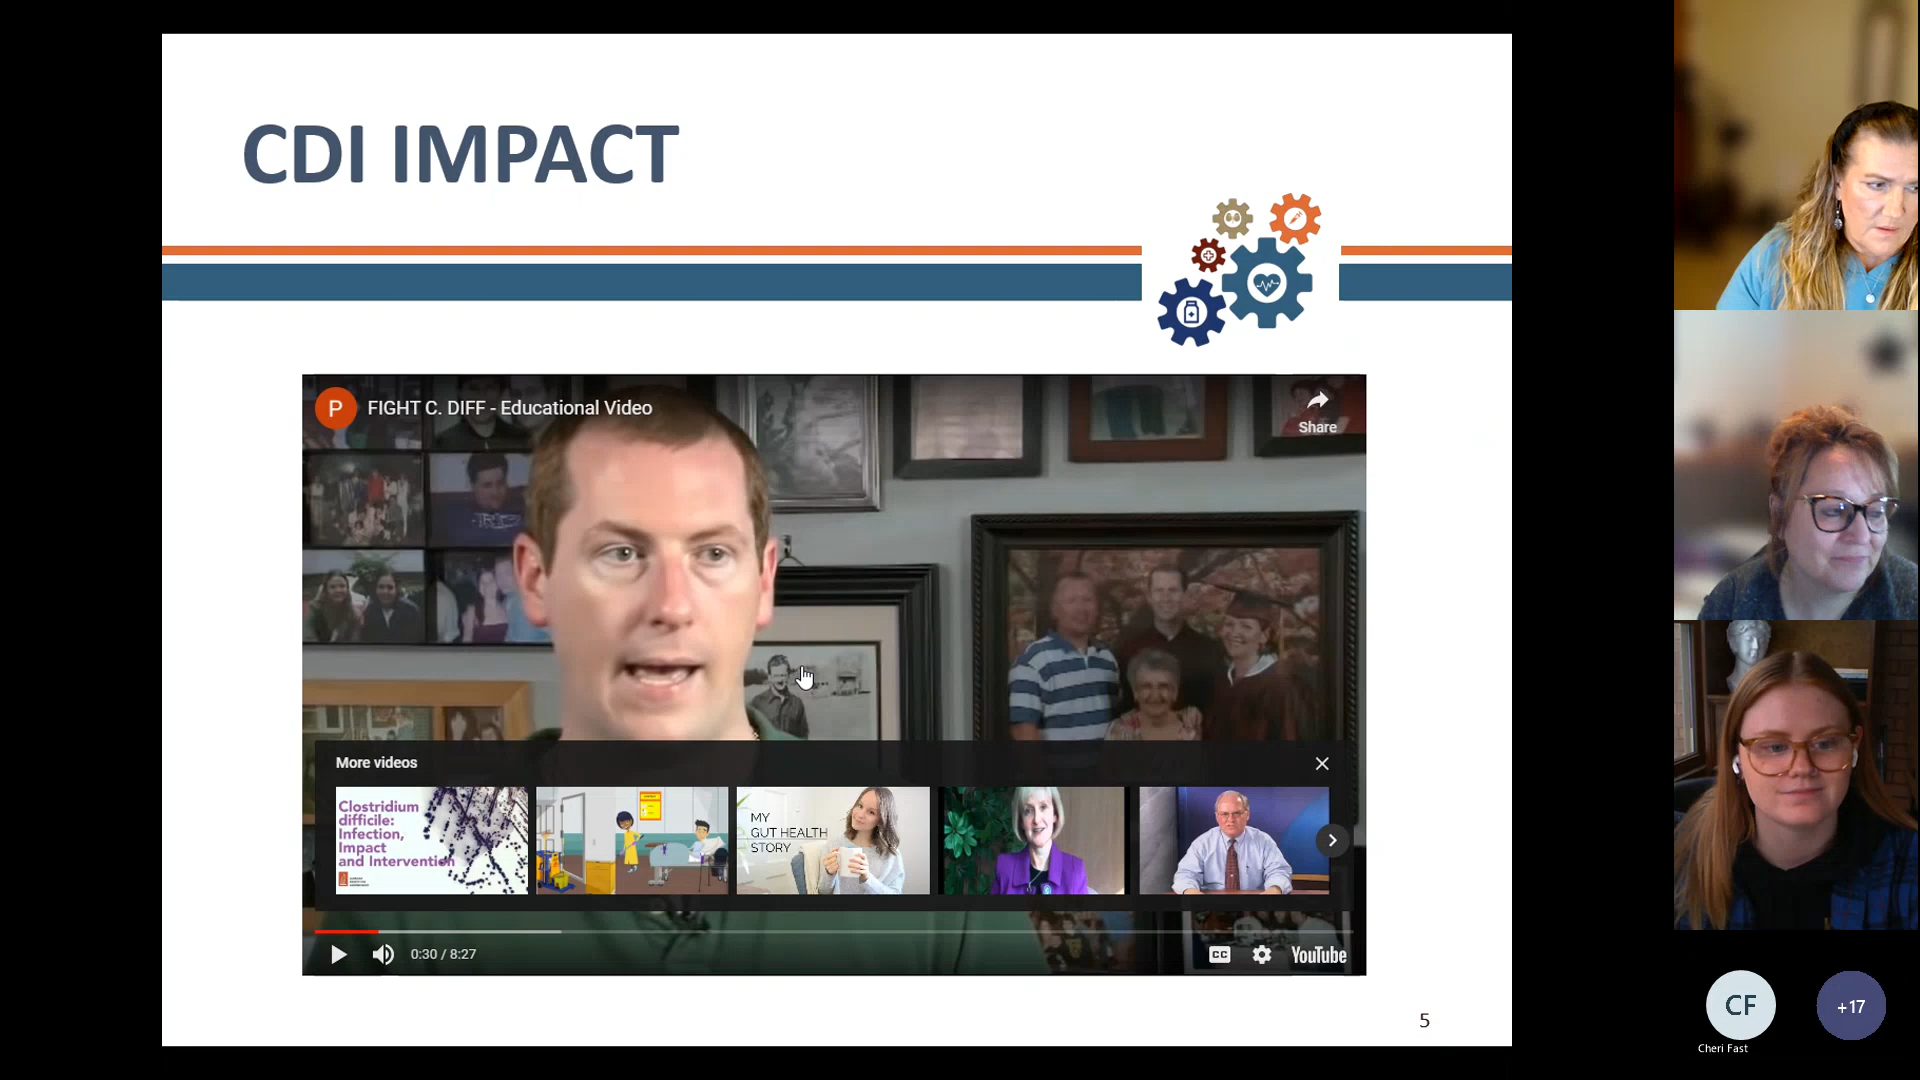 CDI IMPACT
P
FIGHT C. DIFF - Educational Video
Share
More videos
Clostridium
difficile:
Infection,
Impact
and Intervention
MY
GUT HEALTH
STORY
0:30 / 8:27
CC
YouTube
5
CF
+17
Cheri Fast